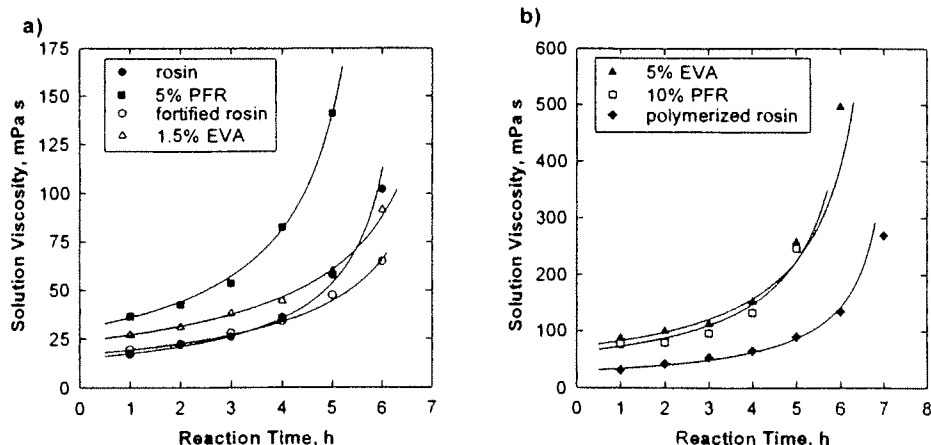 a)
Solution Viscosity, mPa s
175
150
125
100
75
50
25
0
rosin
5% PFR
fortified rosin
1.5% EVA
0 1 2 3 4 5 6 7
Reaction Time, h
b)
Solution Viscosity, mPa s
600
500
400
300
200
100
0
5% EVA
10% PFR
polymerized rosin
0 1 2 3 4 5 6 7 8
Reaction Time, h